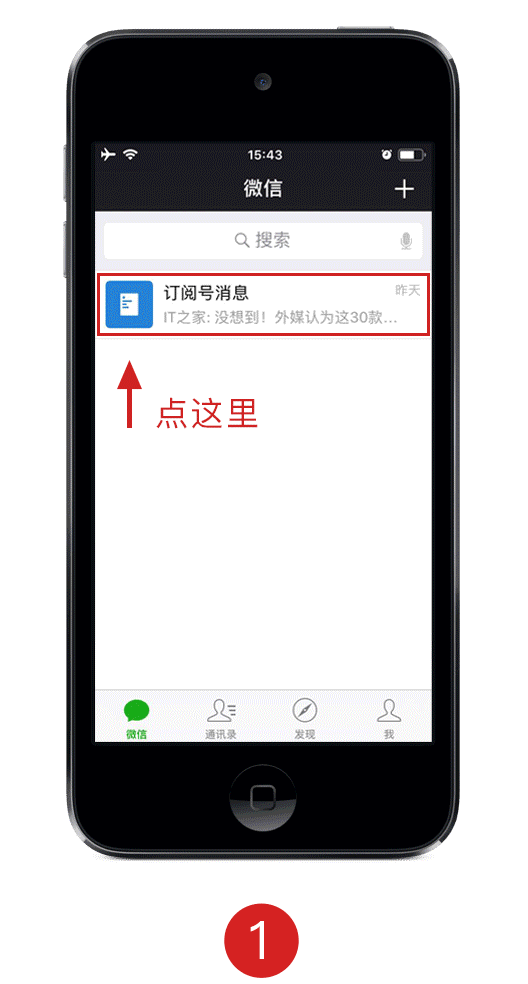 15:43
微信
搜索
订阅号消息
昨天
IT之家: 没想到！外媒认为这30款...
点这里
微信
通讯录
发现
我
1